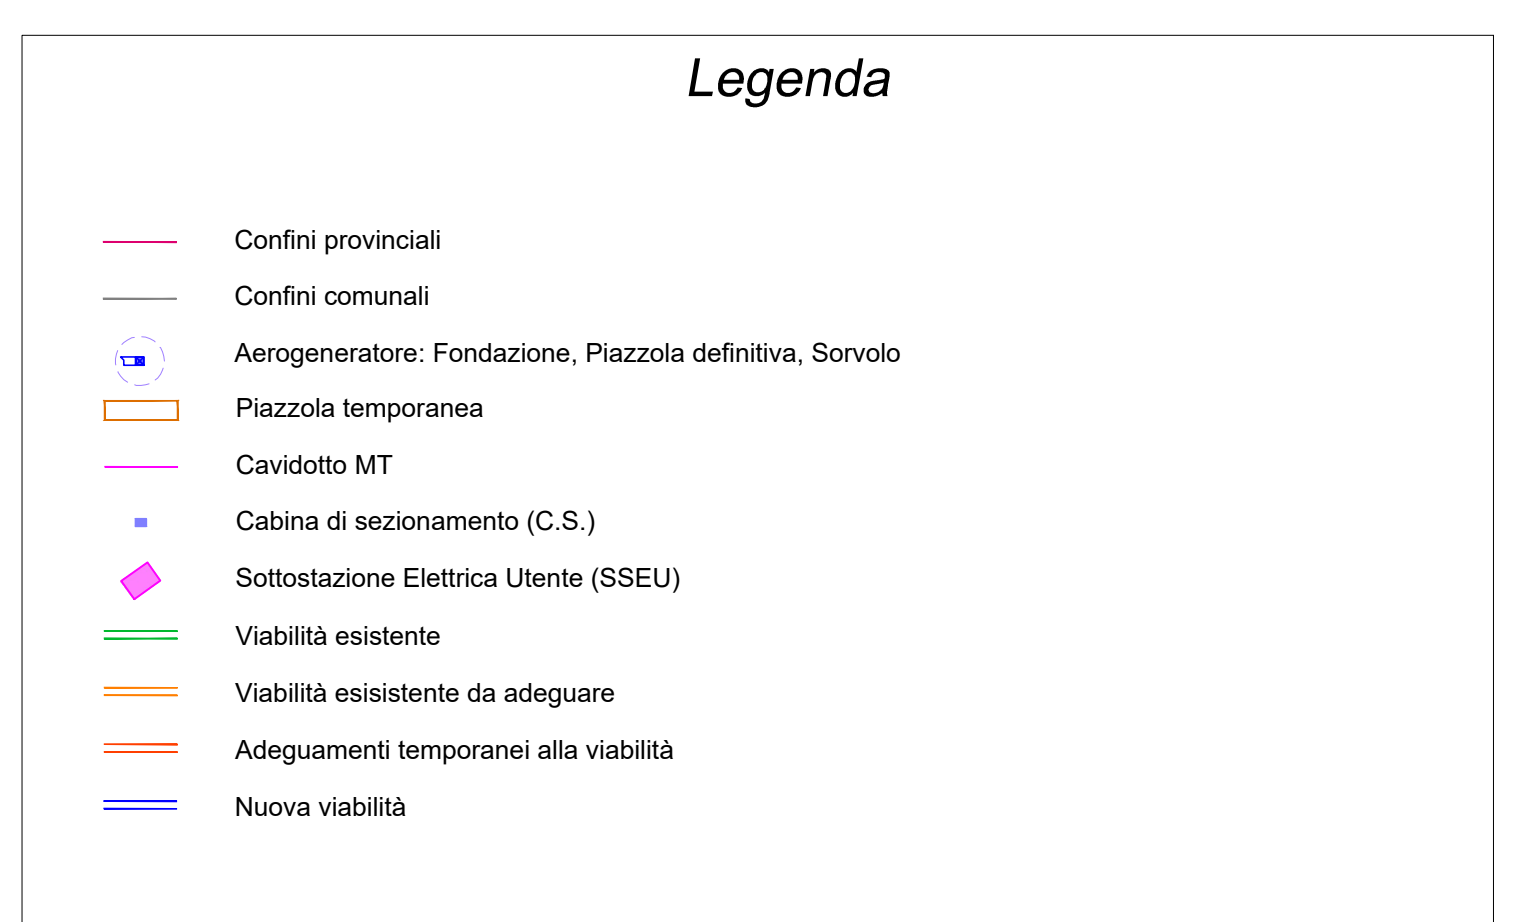 Legenda
Confini provinciali
Confini comunali
Aerogeneratore: Fondazione, Piazzola definitiva, Sorvolo
Piazzola temporanea
Cavidotto MT
Cabina di sezionamento (C.S.)
Sottostazione Elettrica Utente (SSEU)
Viabilità esistente
Viabilità esisistente da adeguare
Adeguamenti temporanei alla viabilità
Nuova viabilità